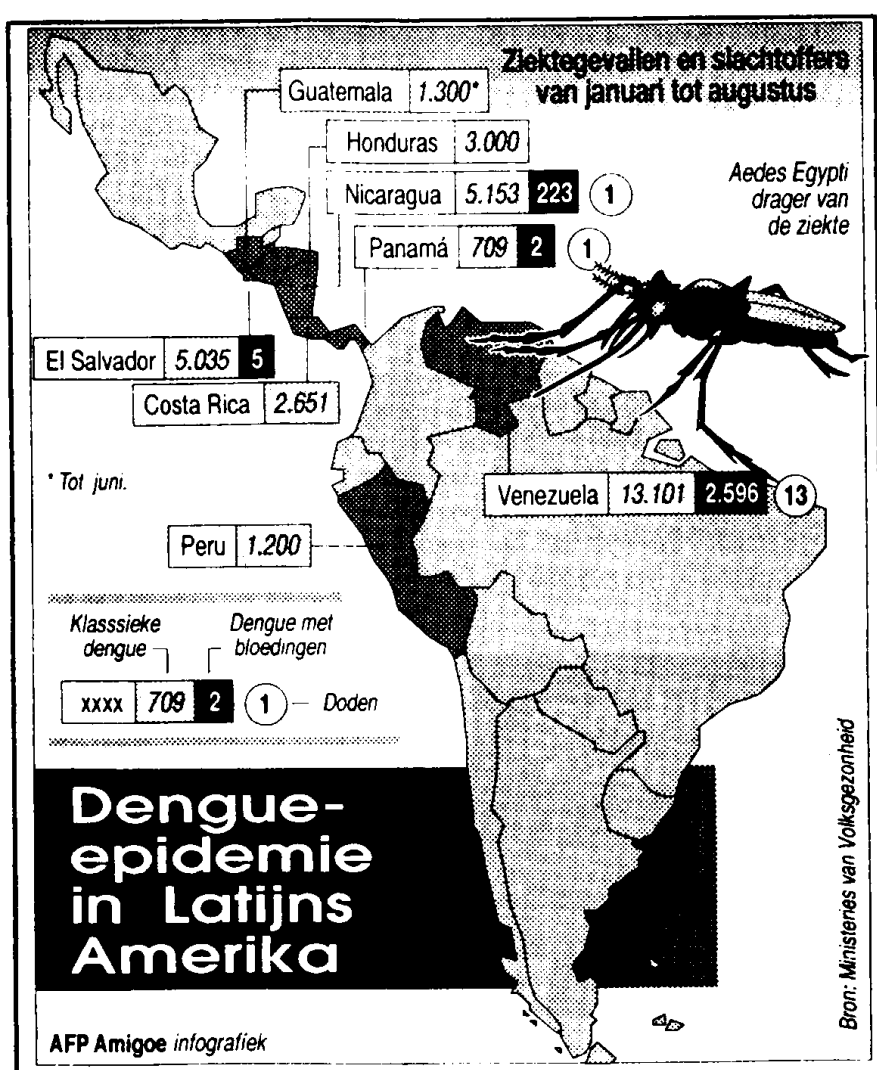 Ziektegevallen en slachtoffers
van januari tot augustus
Guatemala 1.300*
Honduras 3.000
Nicaragua 5.153 223 1
Panamá 709 2 1
Aedes Egypti
drager van
de ziekte
El Salvador 5.035 5
Costa Rica 2.651
* Tot juni.
Venezuela 13.101 2.596 13
Peru 1.200
Klasssieke
dengue
Dengue met
bloedingen
xxxx 709 2 1 Doden
Dengue-
epidemie
in Latijns
Amerika
Bron: Ministeries van Volksgezonheid
AFP Amigoe infografiek